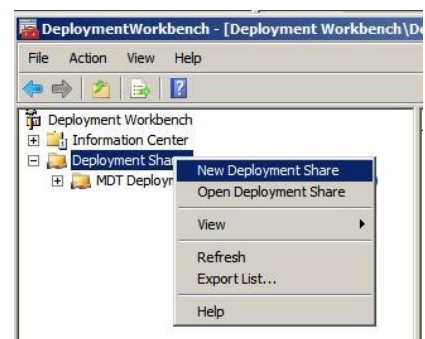 DeploymentWorkbench - [Deployment Workbench\De
File Action View Help
Deployment Workbench
Information Center
Deployment Shar
MDT Deployr
New Deployment Share
Open Deployment Share
View
Refresh
Export List...
Help